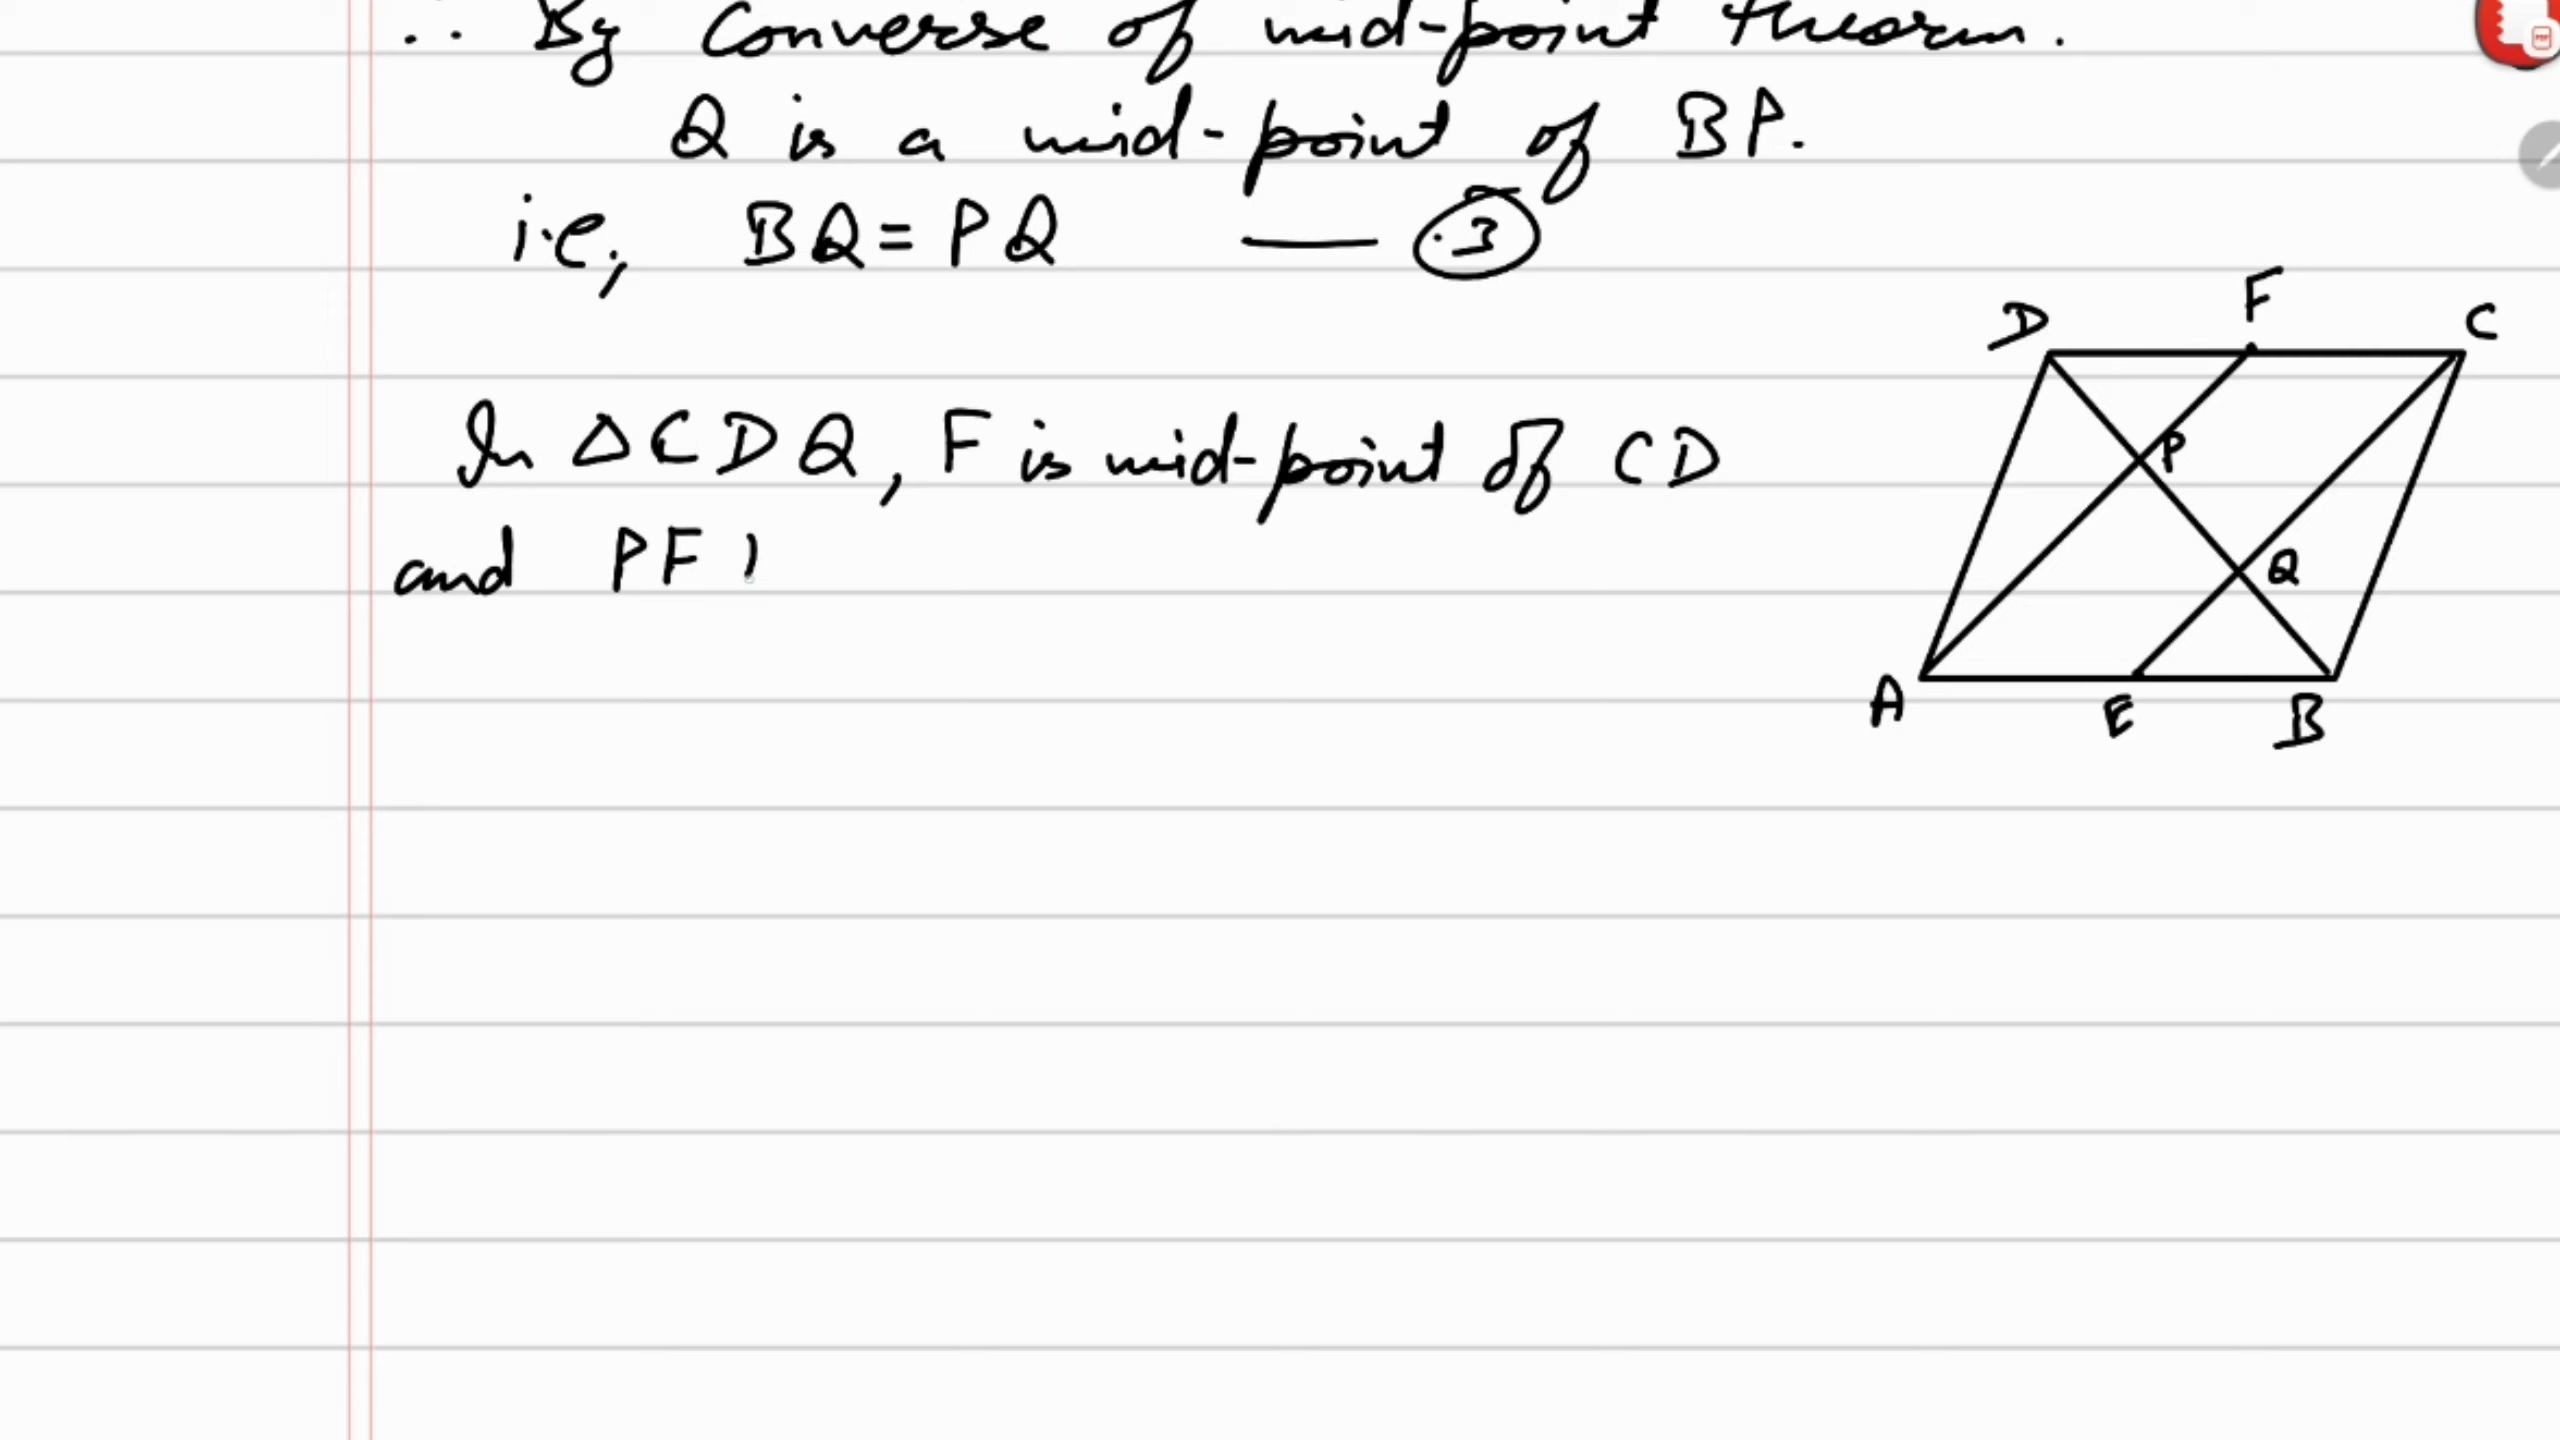 ∴ By Converse of mid-point theorem.
Q is a mid-point of BP.
i.e, BQ = PQ — ③
In △CDQ, F is mid-point of CD
and PF
D F C
P
Q
A E B